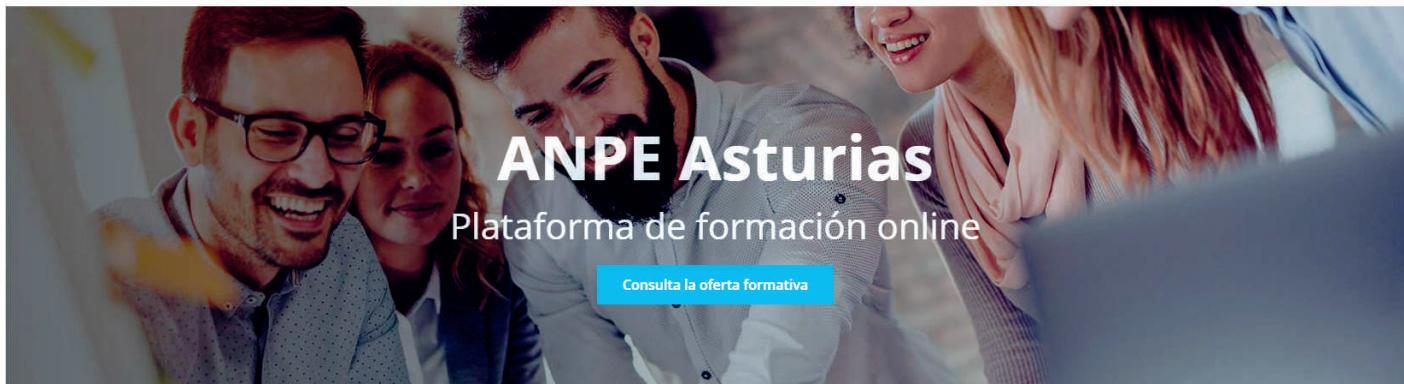 ANPE Asturias
Plataforma de formación online
Consulta la oferta formativa